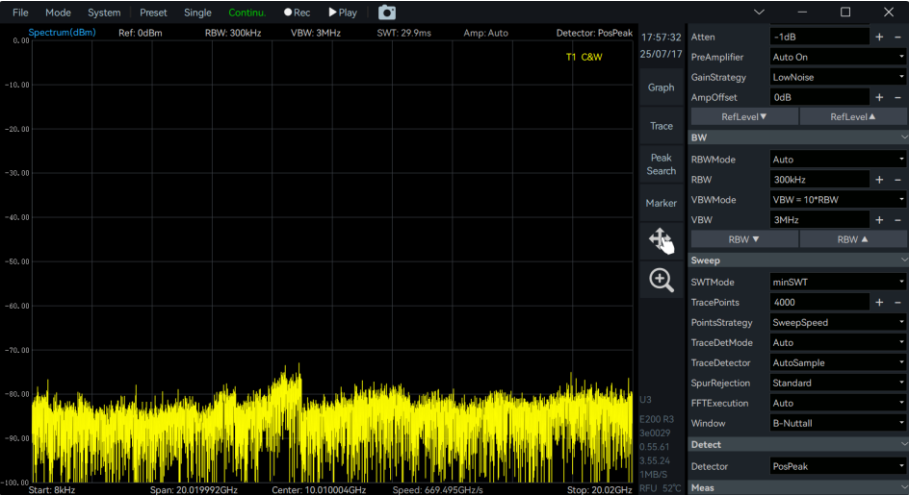 File Mode System Preset Single Continu. Rec Play
Spectrum(dBm) Ref: 0dBm RBW: 300kHz VBW: 3MHz SWT: 29.9ms Amp: Auto Detector: PosPeak
T1 C&W
0.00
-10.00
-20.00
-30.00
-40.00
-50.00
-60.00
-70.00
-80.00
-90.00
-100.00
Start: 8kHz Span: 20.019992GHz Center: 10.010004GHz Speed: 669.495GHz/s Stop: 20.02GHz
17:57:32
25/07/17
Graph
Trace
Peak
Search
Marker
U3
E200 R3
3e0029
0.55.61
3.55.24
1MB/S
RFU 52℃
Atten -1dB + -
PreAmplifier Auto On
GainStrategy LowNoise
AmpOffset 0dB + -
RefLevel▼ RefLevel▲
BW
RBWMode Auto
RBW 300kHz + -
VBWMode VBW = 10*RBW
VBW 3MHz + -
RBW ▼ RBW ▲
Sweep
SWTMode minSWT
TracePoints 4000 + -
PointsStrategy SweepSpeed
TraceDetMode Auto
TraceDetector AutoSample
SpurRejection Standard
FFTExecution Auto
Window B-Nuttall
Detect
Detector PosPeak
Meas